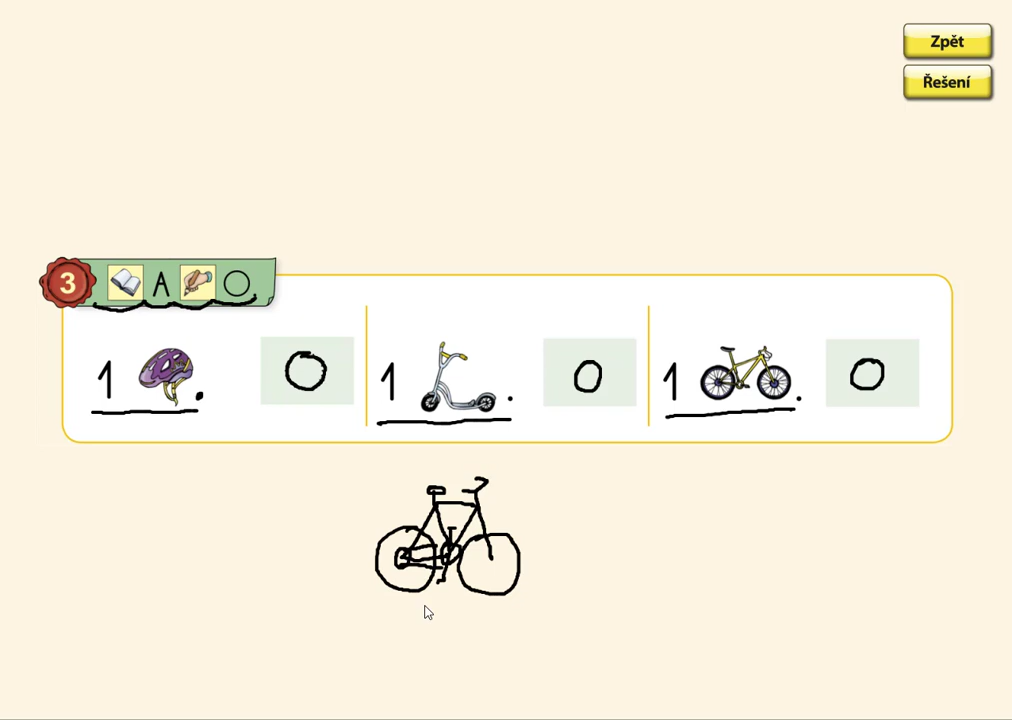 Zpět
Řešení
3 A O
1 . O 1 . O 1 . O